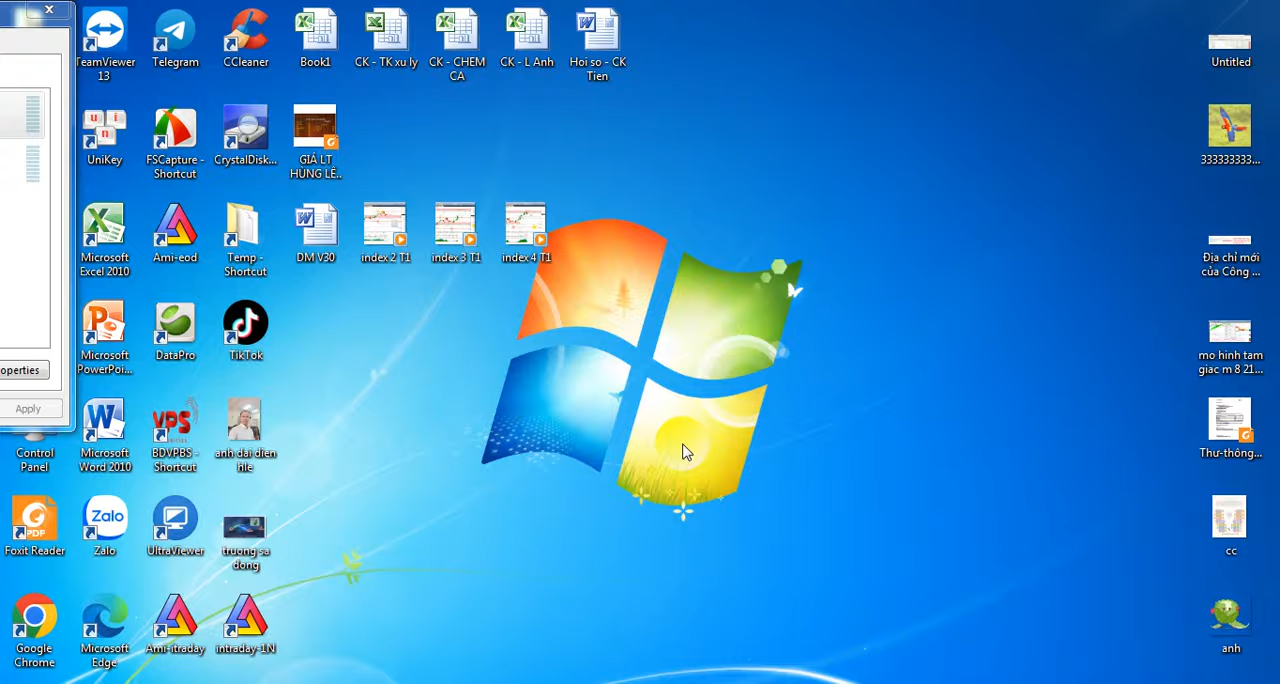 TeamViewer
13
Telegram
CCleaner
Book1
CK - TK xu ly
CK - CHEM
CA
CK - L Anh
Hoi so - CK
Tien
Untitled
UniKey
FSCapture -
Shortcut
CrystalDisk...
GIÁ LT
HÙNG LÊ..
333333333...
Microsoft
Excel 2010
Ami-eod
Temp -
Shortcut
DM V30
index 2 T1
index 3 T1
index 4 T1
Địa chỉ mới
của Công ...
operties
Apply
Microsoft
PowerPoi...
DataPro
TikTok
mo hinh tam
giac m 8 21...
Control
Panel
Microsoft
Word 2010
VPS
BDVPBS -
Shortcut
anh dai dien
hle
Thư-thông...
PDF
Foxit Reader
Zalo
Zalo
UltraViewer
truong sa
dong
cc
Google
Chrome
Microsoft
Edge
Ami-itraday
intraday-1N
anh